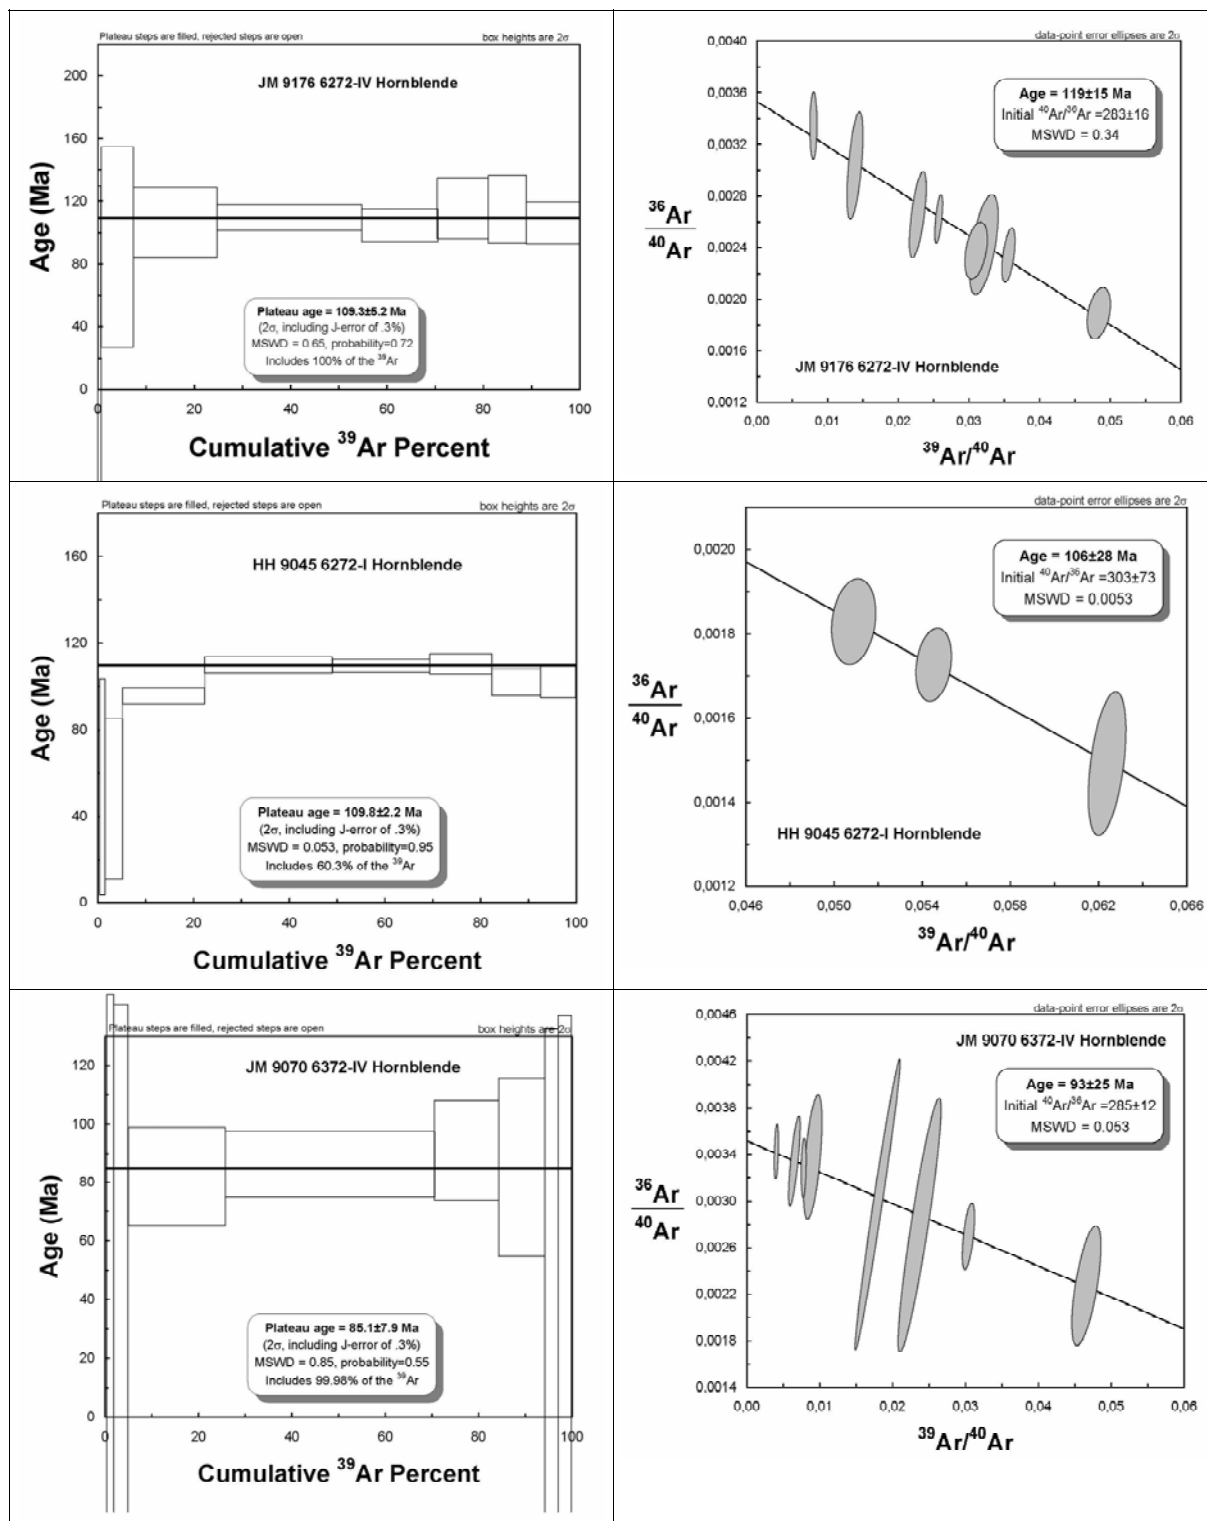 Plateau steps are filled, rejected steps are open
box heights are 2σ
JM 9176 6272-IV Hornblende
200
160
120
80
40
0
Age (Ma)
Plateau age = 109.3±5.2 Ma
(2σ, including J-error of .3%)
MSWD = 0.65, probability=0.72
Includes 100% of the ³⁹Ar
0 20 40 60 80 100
Cumulative ³⁹Ar Percent
data-point error ellipses are 2σ
0,0040
0,0036
0,0032
0,0028
0,0024
0,0020
0,0016
0,0012
³⁶Ar
⁴⁰Ar
Age = 119±15 Ma
Initial ⁴⁰Ar/³⁶Ar =283±16
MSWD = 0.34
JM 9176 6272-IV Hornblende
0,00 0,01 0,02 0,03 0,04 0,05 0,06
³⁹Ar/⁴⁰Ar
Plateau steps are filled, rejected steps are open
box heights are 2σ
HH 9045 6272-I Hornblende
160
120
80
40
0
Age (Ma)
Plateau age = 109.8±2.2 Ma
(2σ, including J-error of .3%)
MSWD = 0.053, probability=0.95
Includes 60.3% of the ³⁹Ar
0 20 40 60 80 100
Cumulative ³⁹Ar Percent
data-point error ellipses are 2σ
0,0020
0,0018
0,0016
0,0014
0,0012
³⁶Ar
⁴⁰Ar
Age = 106±28 Ma
Initial ⁴⁰Ar/³⁶Ar =303±73
MSWD = 0.0053
HH 9045 6272-I Hornblende
0,046 0,050 0,054 0,058 0,062 0,066
³⁹Ar/⁴⁰Ar
Plateau steps are filled, rejected steps are open
box heights are 2σ
JM 9070 6372-IV Hornblende
120
100
80
60
40
20
0
Age (Ma)
Plateau age = 85.1±7.9 Ma
(2σ, including J-error of .3%)
MSWD = 0.85, probability=0.55
Includes 99.98% of the ³⁹Ar
0 20 40 60 80 100
Cumulative ³⁹Ar Percent
data-point error ellipses are 2σ
0,0046
0,0042
0,0038
0,0034
0,0030
0,0026
0,0022
0,0018
0,0014
³⁶Ar
⁴⁰Ar
JM 9070 6372-IV Hornblende
Age = 93±25 Ma
Initial ⁴⁰Ar/³⁶Ar =285±12
MSWD = 0.053
0,00 0,01 0,02 0,03 0,04 0,05 0,06
³⁹Ar/⁴⁰Ar